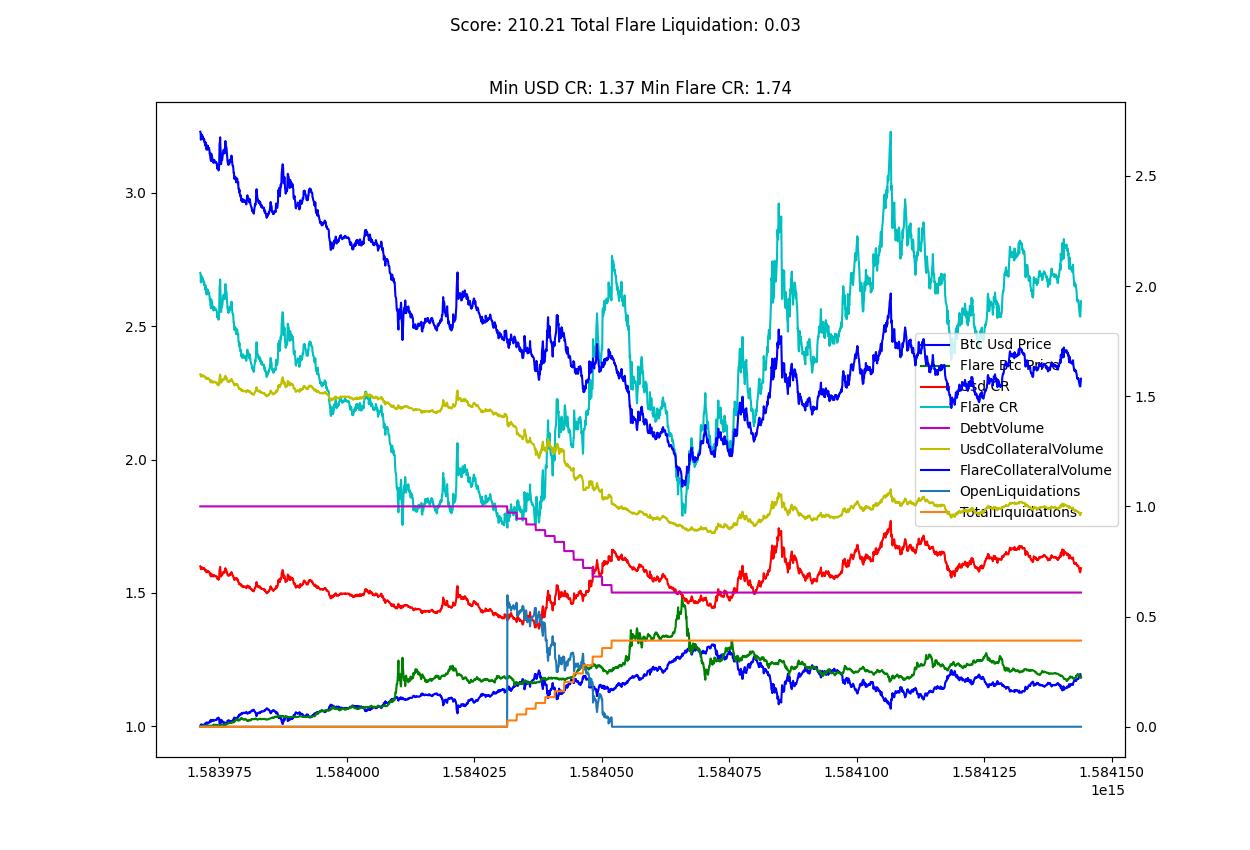 Score: 210.21 Total Flare Liquidation: 0.03
Min USD CR: 1.37 Min Flare CR: 1.74
3.0
2.5
2.0
1.5
1.0
2.5
2.0
1.5
1.0
0.5
0.0
Btc Usd Price
Flare Btc Price
Usd CR
Flare CR
DebtVolume
UsdCollateralVolume
FlareCollateralVolume
OpenLiquidations
TotalLiquidations
1.583975 1.584000 1.584025 1.584050 1.584075 1.584100 1.584125 1.584150
1e15